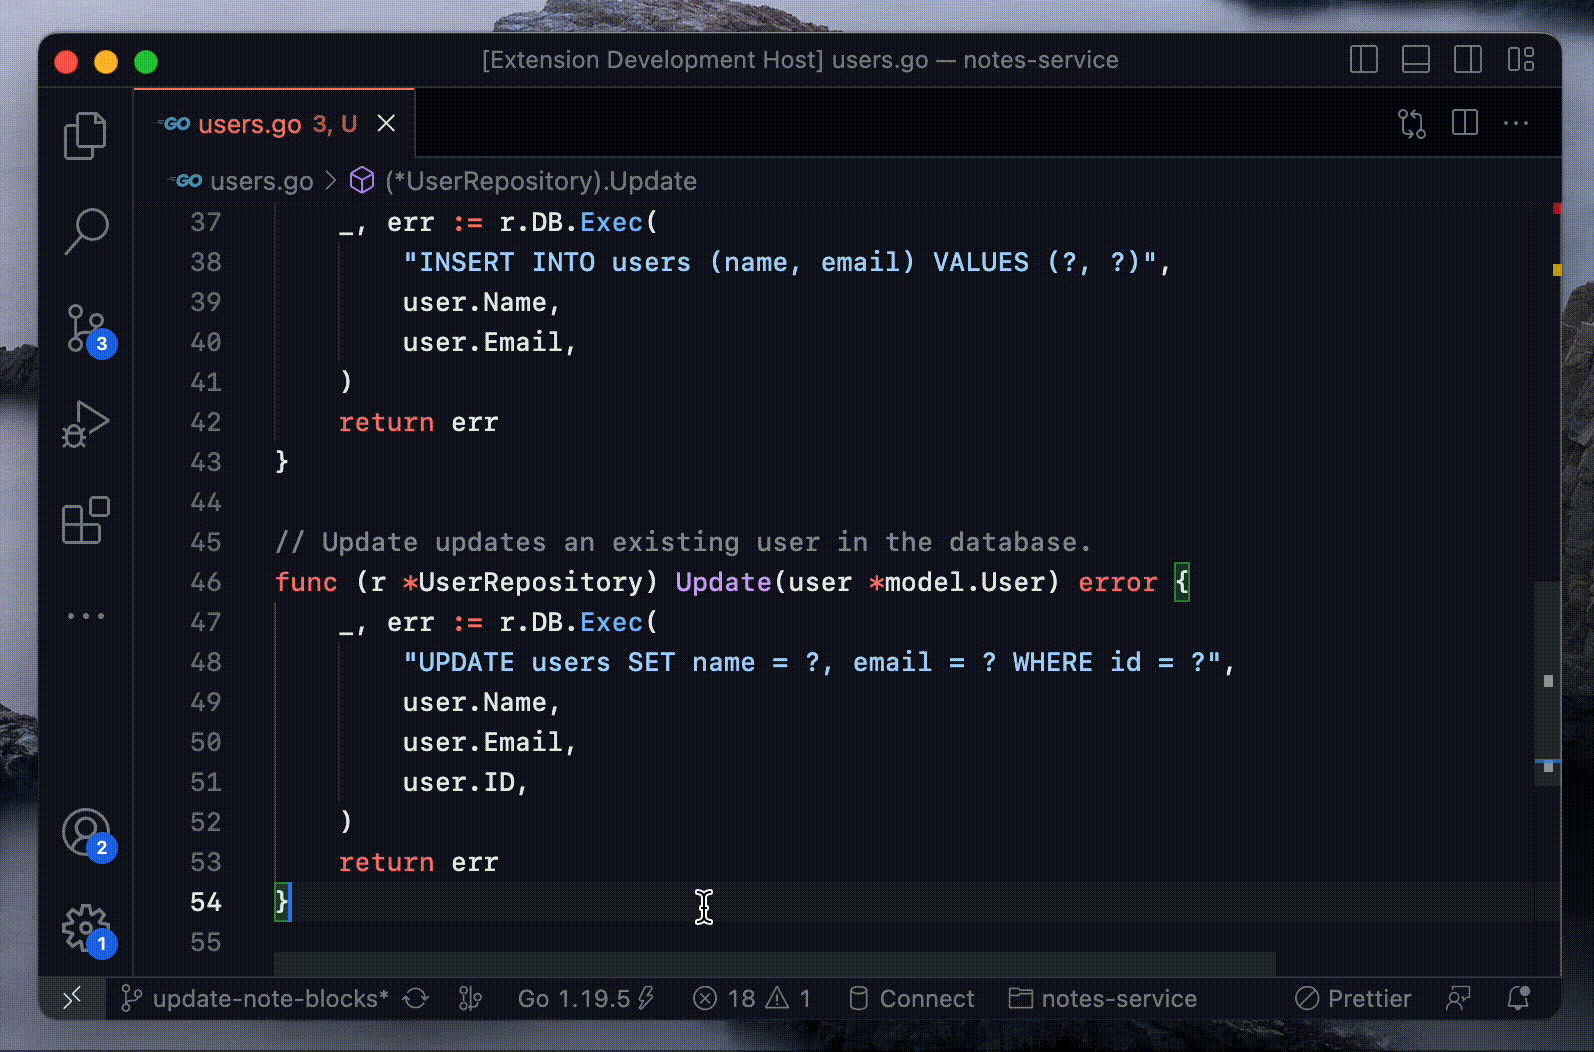 [Extension Development Host] users.go — notes-service
GO users.go 3, U
GO users.go > (*UserRepository).Update
37 _, err := r.DB.Exec(
38 "INSERT INTO users (name, email) VALUES (?, ?)",
39 user.Name,
40 user.Email,
41 )
42 return err
43 }
44
45 // Update updates an existing user in the database.
46 func (r *UserRepository) Update(user *model.User) error {
47 _, err := r.DB.Exec(
48 "UPDATE users SET name = ?, email = ? WHERE id = ?",
49 user.Name,
50 user.Email,
51 user.ID,
52 )
53 return err
54 }
55
3
2
1
update-note-blocks* Go 1.19.5 18 1 Connect notes-service Prettier